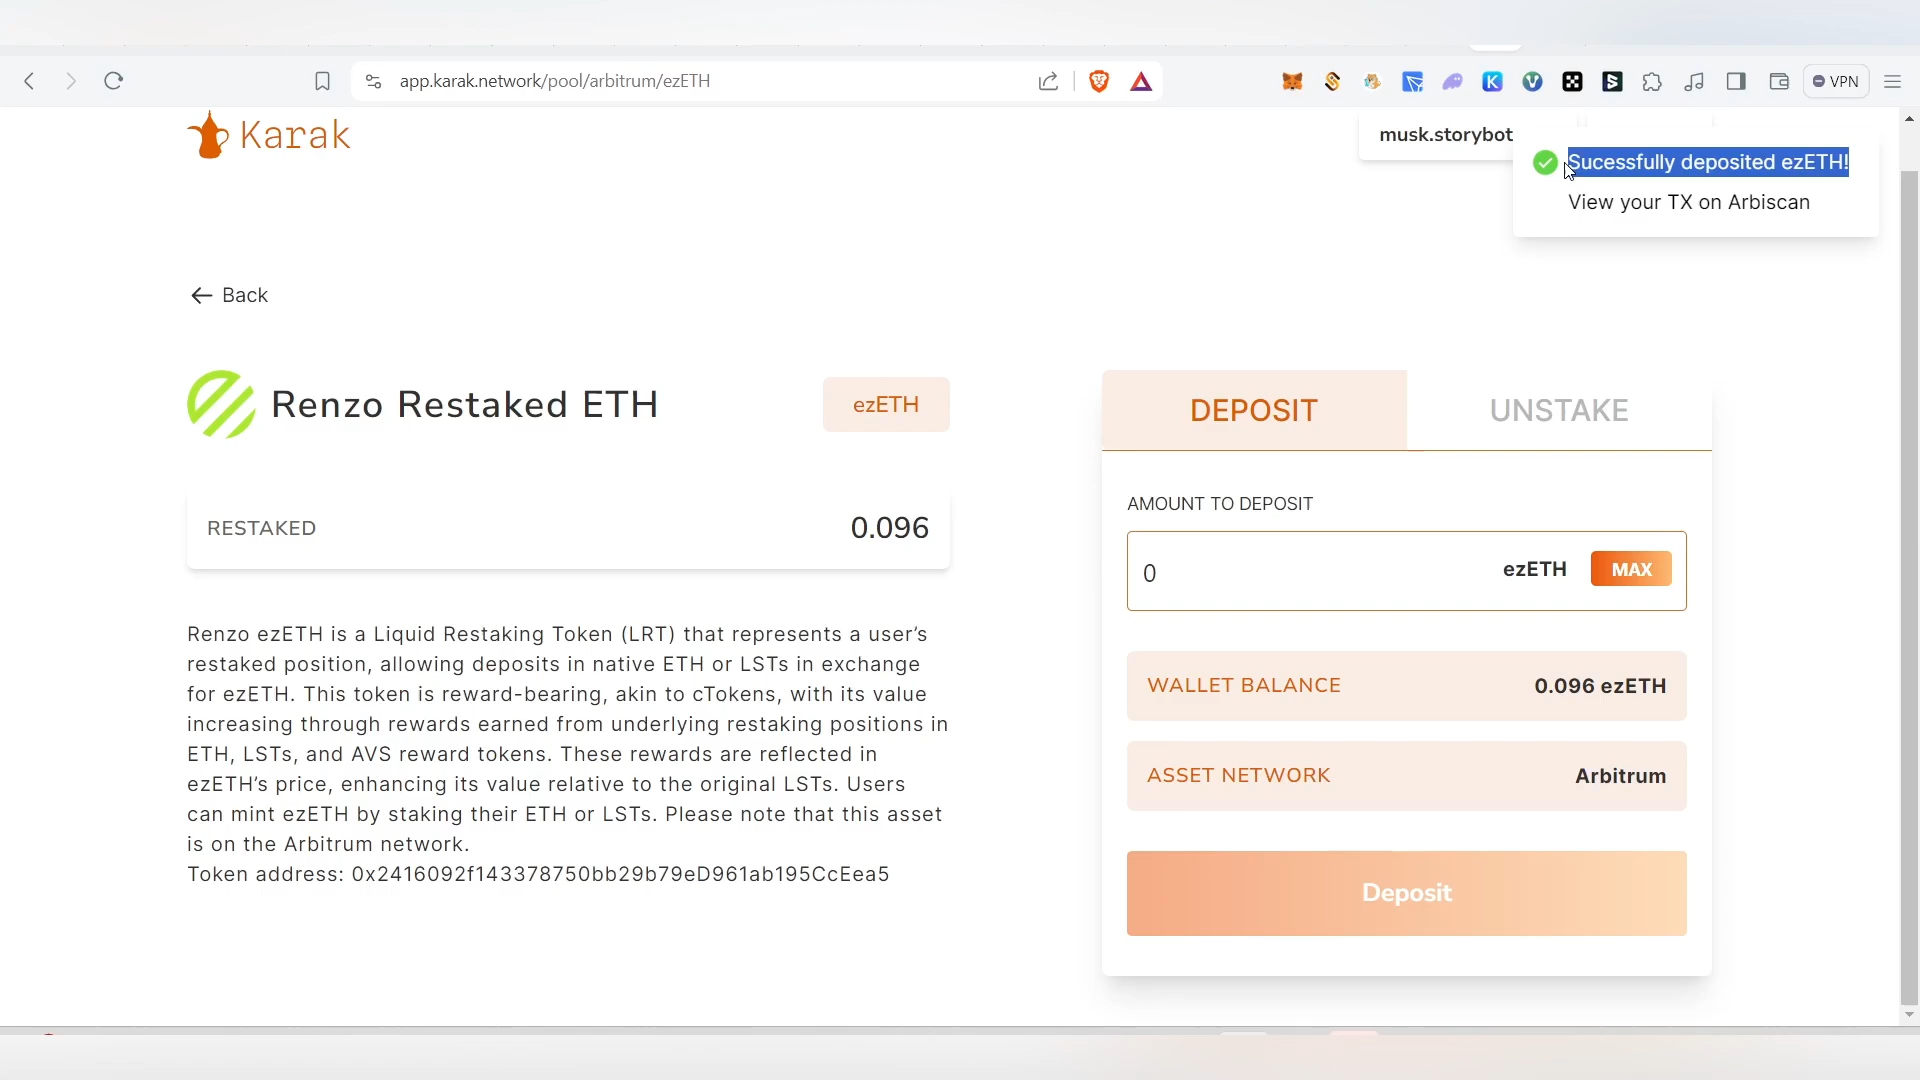 app.karak.network/pool/arbitrum/ezETH
VPN
Karak
musk.storybot
Sucessfully deposited ezETH!
View your TX on Arbiscan
Back
Renzo Restaked ETH
ezETH
DEPOSIT
UNSTAKE
RESTAKED
0.096
AMOUNT TO DEPOSIT
0
ezETH
MAX
Renzo ezETH is a Liquid Restaking Token (LRT) that represents a user’s
restaked position, allowing deposits in native ETH or LSTs in exchange
for ezETH. This token is reward-bearing, akin to cTokens, with its value
increasing through rewards earned from underlying restaking positions in
ETH, LSTs, and AVS reward tokens. These rewards are reflected in
ezETH’s price, enhancing its value relative to the original LSTs. Users
can mint ezETH by staking their ETH or LSTs. Please note that this asset
is on the Arbitrum network.
Token address: 0x2416092f143378750bb29b79eD961ab195CcEea5
WALLET BALANCE
0.096 ezETH
ASSET NETWORK
Arbitrum
Deposit